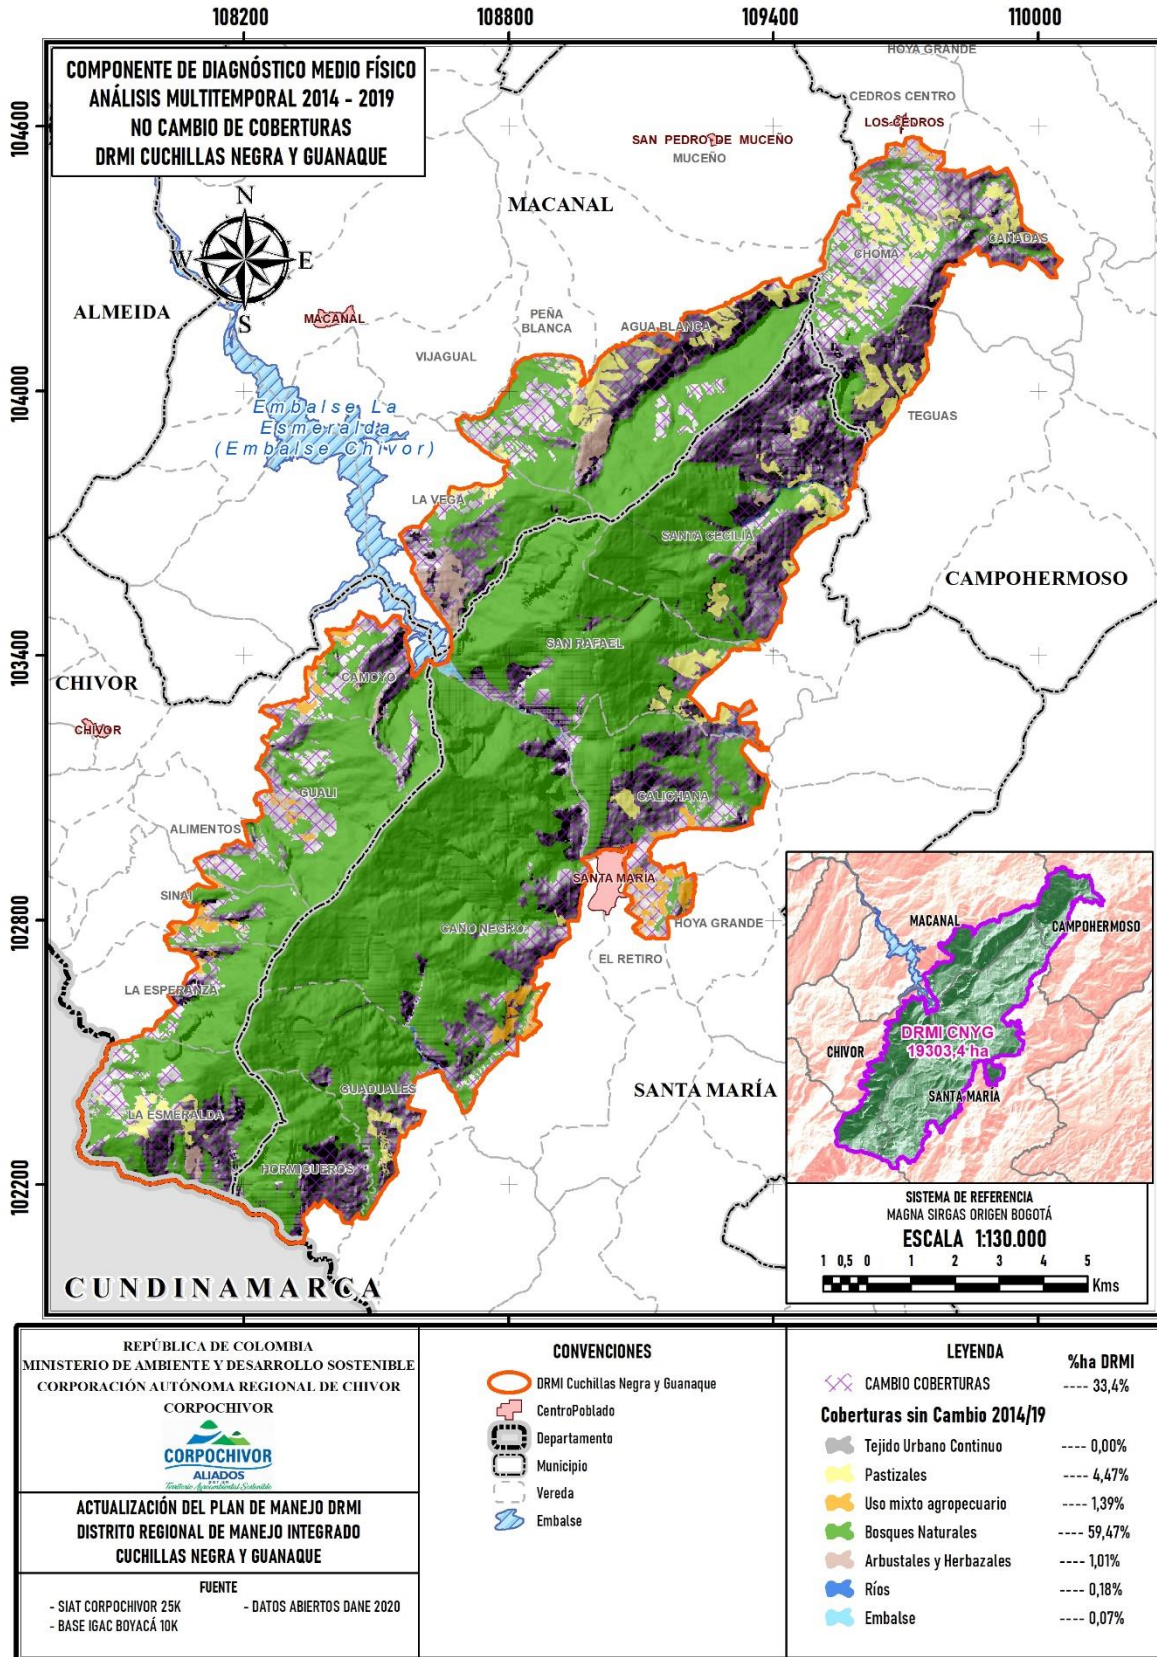 108200
108800
109400
110000
104600
104000
103400
102800
102200
COMPONENTE DE DIAGNÓSTICO MEDIO FÍSICO
ANÁLISIS MULTITEMPORAL 2014 - 2019
NO CAMBIO DE COBERTURAS
DRMI CUCHILLAS NEGRA Y GUANAQUE
N
W
E
S
HOYA GRANDE
CEDROS CENTRO
LOS CEDROS
SAN PEDRO DE MUCEÑO
MUCEÑO
MACANAL
CAÑADAS
CHOMA
ALMEIDA
MACANAL
PEÑA
BLANCA
AGUA BLANCA
VIJAGUAL
TEGUAS
Embalse La
Esmeralda
(Embalse Chivor)
LA VEGA
SANTA CECILIA
CAMPOHERMOSO
SAN RAFAEL
CAMOYO
CHIVOR
CHIVOR
GUALI
CALICHANA
ALIMENTOS
SINAI
SANTA MARÍA
CAÑO NEGRO
HOYA GRANDE
EL RETIRO
LA ESPERANZA
GUADUALES
SANTA MARÍA
LA ESMERALDA
HORMIGUEROS
CUNDINAMARCA
MACANAL
CAMPOHERMOSO
DRMI CNYG
19303,4 ha
CHIVOR
SANTA MARÍA
SISTEMA DE REFERENCIA
MAGNA SIRGAS ORIGEN BOGOTÁ
ESCALA 1:130.000
1 0,5 0 1 2 3 4 5
Kms
REPÚBLICA DE COLOMBIA
MINISTERIO DE AMBIENTE Y DESARROLLO SOSTENIBLE
CORPORACIÓN AUTÓNOMA REGIONAL DE CHIVOR
CORPOCHIVOR
CORPOCHIVOR
ALIADOS
por un
Territorio Agroambiental Sostenible
ACTUALIZACIÓN DEL PLAN DE MANEJO DRMI
DISTRITO REGIONAL DE MANEJO INTEGRADO
CUCHILLAS NEGRA Y GUANAQUE
FUENTE
- SIAT CORPOCHIVOR 25K - DATOS ABIERTOS DANE 2020
- BASE IGAC BOYACÁ 10K
CONVENCIONES
DRMI Cuchillas Negra y Guanaque
CentroPoblado
Departamento
Municipio
Vereda
Embalse
LEYENDA
%ha DRMI
CAMBIO COBERTURAS ---- 33,4%
Coberturas sin Cambio 2014/19
Tejido Urbano Continuo ---- 0,00%
Pastizales ---- 4,47%
Uso mixto agropecuario ---- 1,39%
Bosques Naturales ---- 59,47%
Arbustales y Herbazales ---- 1,01%
Ríos ---- 0,18%
Embalse ---- 0,07%